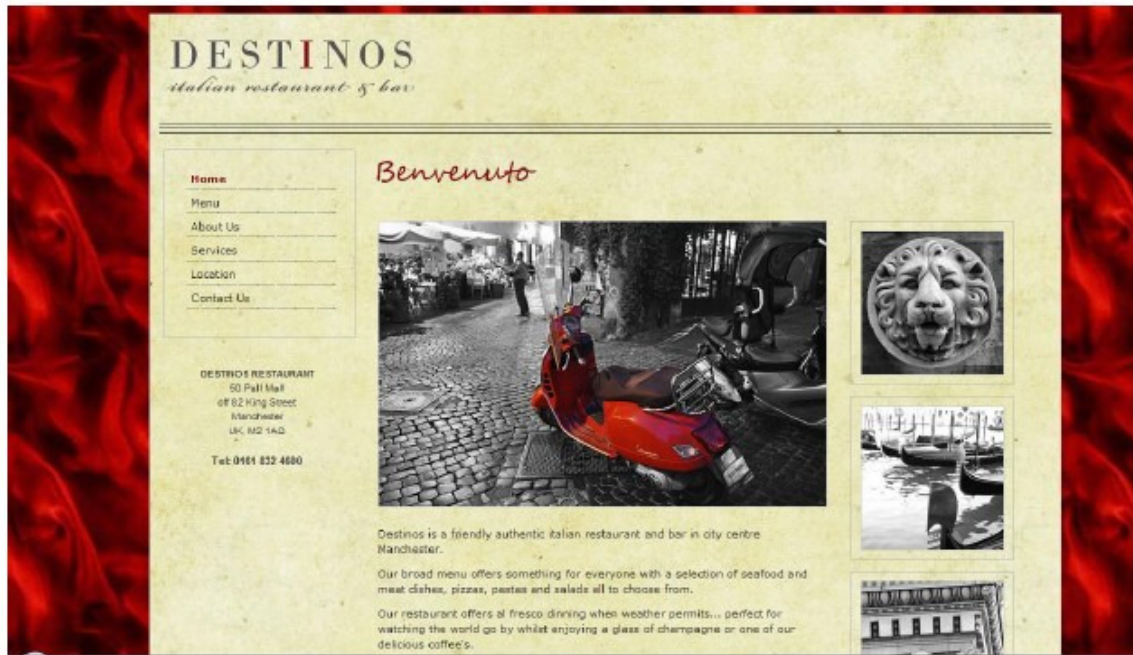 DESTINOS
italian restaurant & bar
Home
Menu
About Us
Services
Location
Contact Us
DESTINOS RESTAURANT
50 Pall Mall
off 82 King Street
Manchester
UK, M2 1AQ
Tel: 0161 832 4600
Benvenuto
Destinos is a friendly authentic italian restaurant and bar in city centre
Manchester.
Our broad menu offers something for everyone with a selection of seafood and
meat dishes, pizzas, pastas and salads all to choose from.
Our restaurant offers al fresco dinning when weather permits... perfect for
watching the world go by whilst enjoying a glass of champagne or one of our
delicious coffee's.